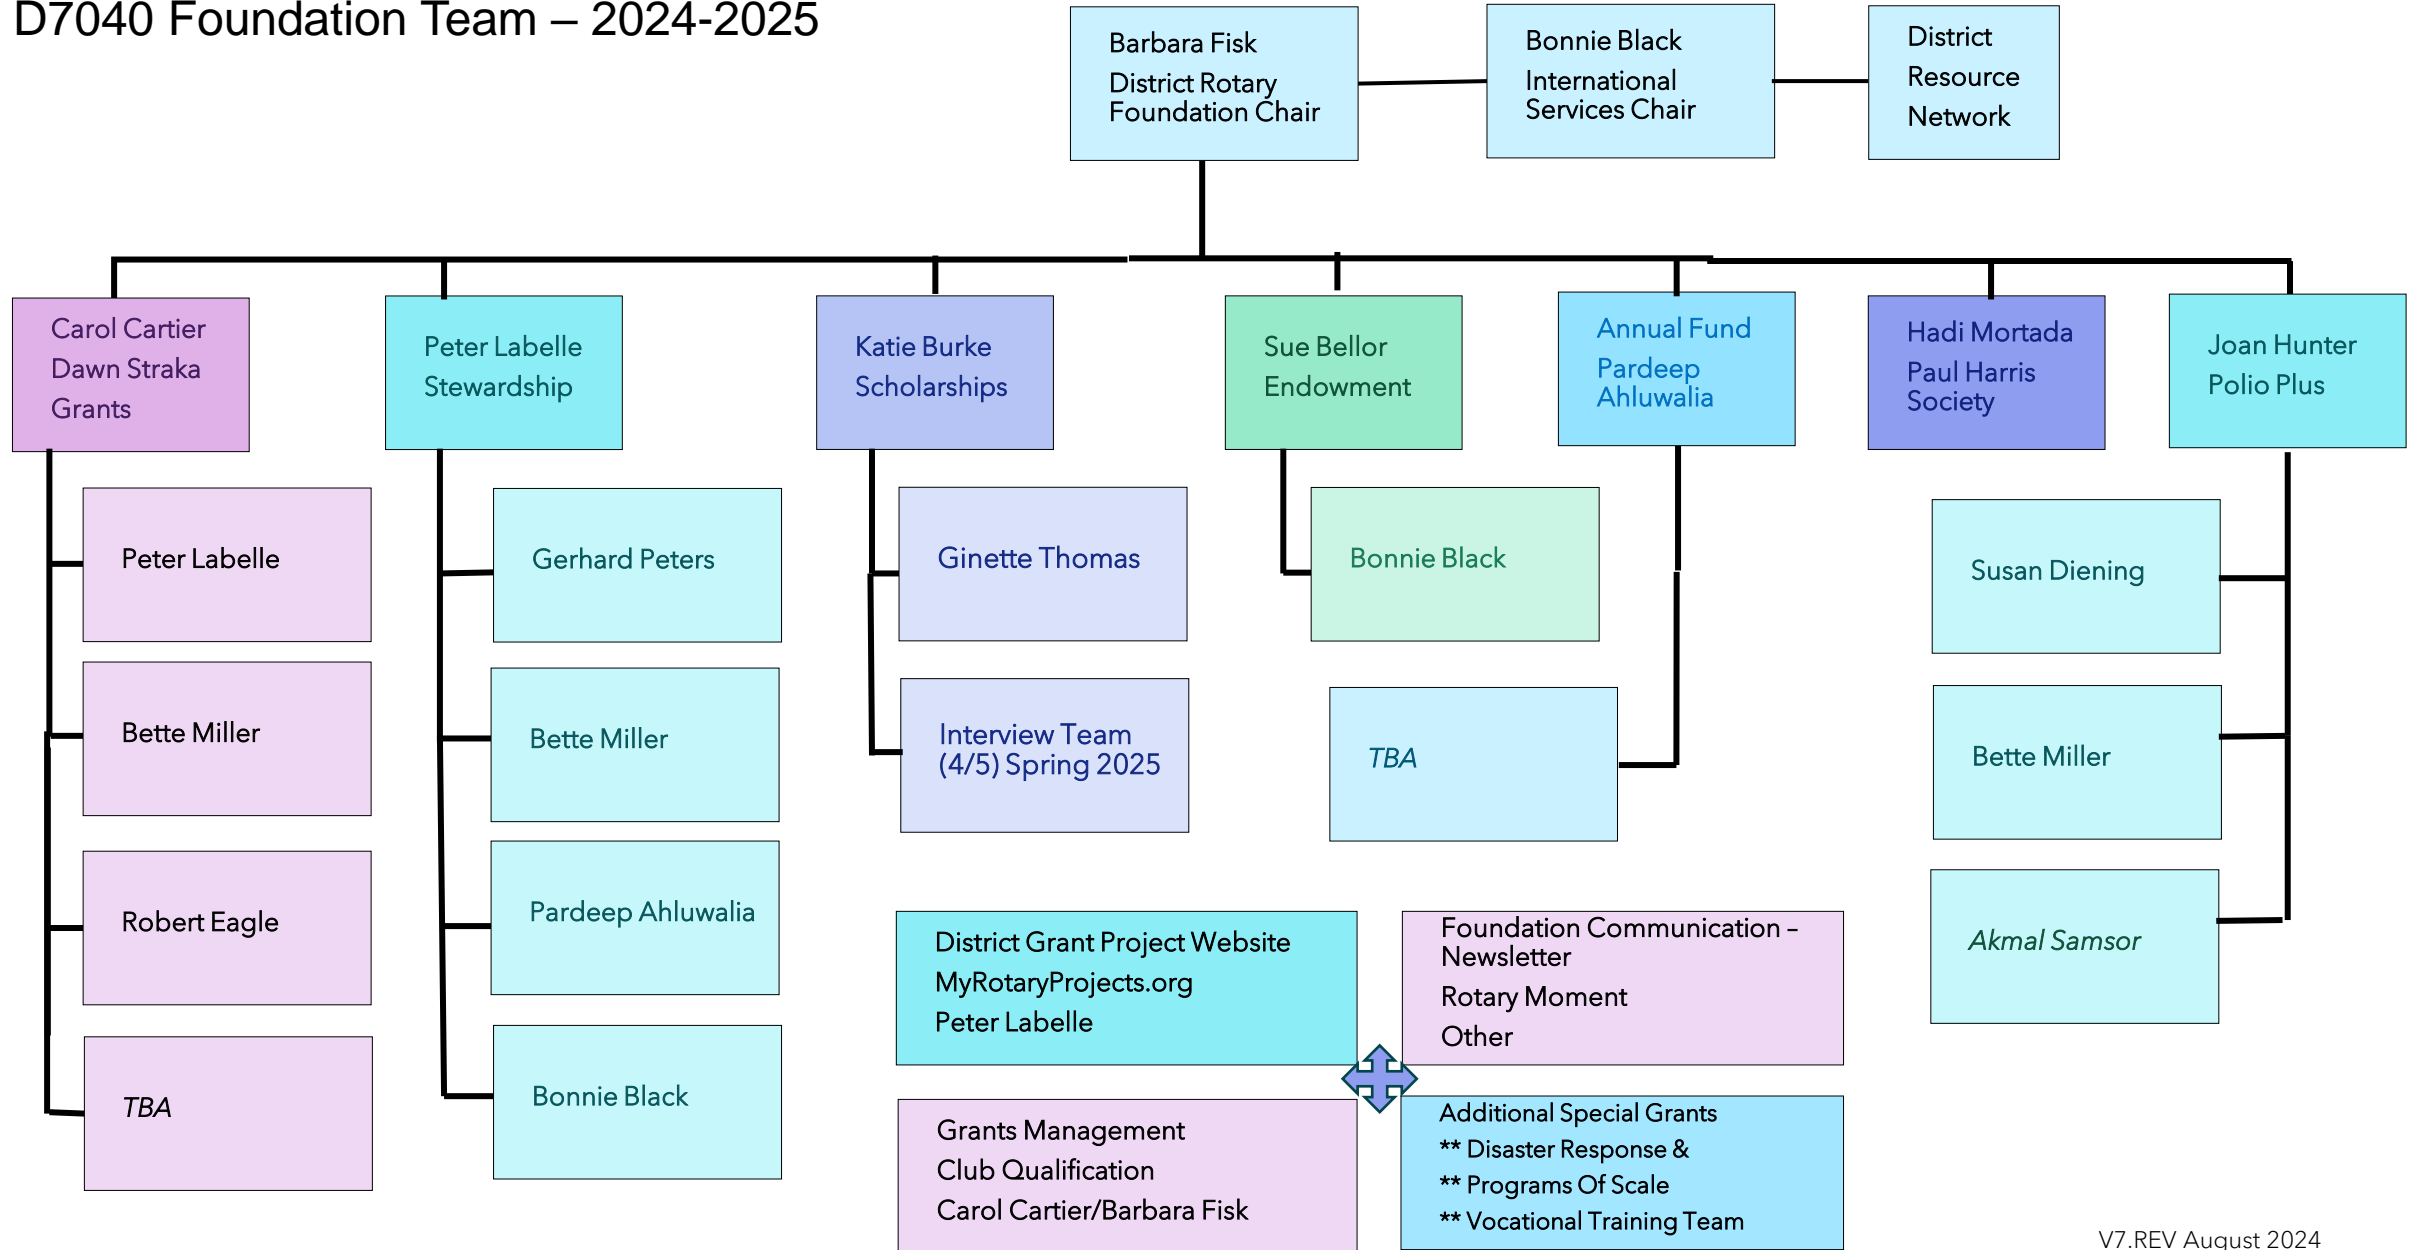 D7040 Foundation Team – 2024-2025
Barbara Fisk
District Rotary
Foundation Chair
Bonnie Black
International
Services Chair
District
Resource
Network
Carol Cartier
Dawn Straka
Grants
Peter Labelle
Stewardship
Katie Burke
Scholarships
Sue Bellor
Endowment
Annual Fund
Pardeep
Ahluwalia
Hadi Mortada
Paul Harris
Society
Joan Hunter
Polio Plus
Peter Labelle
Bette Miller
Robert Eagle
TBA
Gerhard Peters
Bette Miller
Pardeep Ahluwalia
Bonnie Black
Ginette Thomas
Interview Team
(4/5) Spring 2025
Bonnie Black
TBA
Susan Diening
Bette Miller
Akmal Samsor
District Grant Project Website
MyRotaryProjects.org
Peter Labelle
Foundation Communication –
Newsletter
Rotary Moment
Other
Grants Management
Club Qualification
Carol Cartier/Barbara Fisk
Additional Special Grants
** Disaster Response &
** Programs Of Scale
** Vocational Training Team
V7.REV August 2024